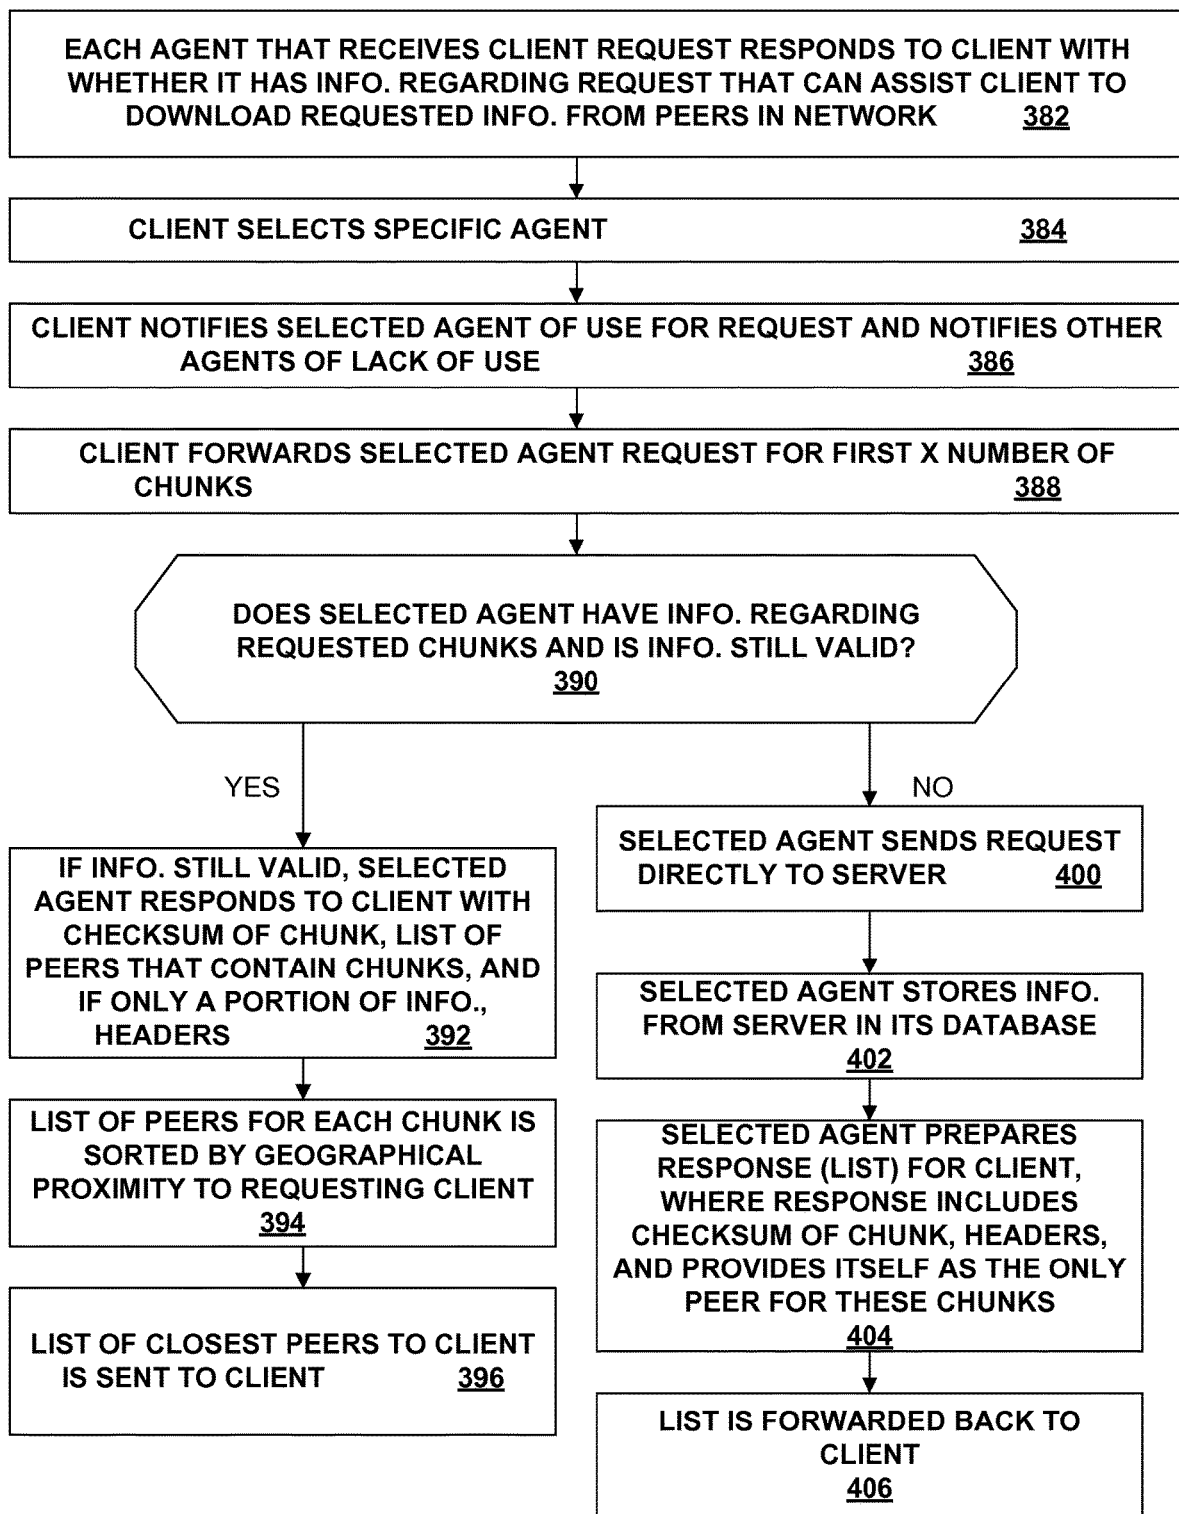 EACH AGENT THAT RECEIVES CLIENT REQUEST RESPONDS TO CLIENT WITH
WHETHER IT HAS INFO. REGARDING REQUEST THAT CAN ASSIST CLIENT TO
DOWNLOAD REQUESTED INFO. FROM PEERS IN NETWORK 382
CLIENT SELECTS SPECIFIC AGENT 384
CLIENT NOTIFIES SELECTED AGENT OF USE FOR REQUEST AND NOTIFIES OTHER
AGENTS OF LACK OF USE 386
CLIENT FORWARDS SELECTED AGENT REQUEST FOR FIRST X NUMBER OF
CHUNKS 388
DOES SELECTED AGENT HAVE INFO. REGARDING
REQUESTED CHUNKS AND IS INFO. STILL VALID?
390
YES
IF INFO. STILL VALID, SELECTED
AGENT RESPONDS TO CLIENT WITH
CHECKSUM OF CHUNK, LIST OF
PEERS THAT CONTAIN CHUNKS, AND
IF ONLY A PORTION OF INFO.,
HEADERS 392
LIST OF PEERS FOR EACH CHUNK IS
SORTED BY GEOGRAPHICAL
PROXIMITY TO REQUESTING CLIENT
394
LIST OF CLOSEST PEERS TO CLIENT
IS SENT TO CLIENT 396
NO
SELECTED AGENT SENDS REQUEST
DIRECTLY TO SERVER 400
SELECTED AGENT STORES INFO.
FROM SERVER IN ITS DATABASE
402
SELECTED AGENT PREPARES
RESPONSE (LIST) FOR CLIENT,
WHERE RESPONSE INCLUDES
CHECKSUM OF CHUNK, HEADERS,
AND PROVIDES ITSELF AS THE ONLY
PEER FOR THESE CHUNKS
404
LIST IS FORWARDED BACK TO
CLIENT
406